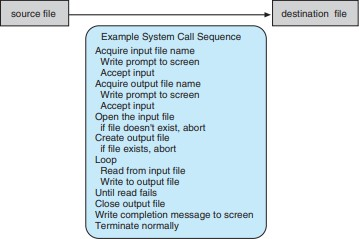 source file
destination file
Example System Call Sequence
Acquire input file name
Write prompt to screen
Accept input
Acquire output file name
Write prompt to screen
Accept input
Open the input file
if file doesn't exist, abort
Create output file
if file exists, abort
Loop
Read from input file
Write to output file
Until read fails
Close output file
Write completion message to screen
Terminate normally